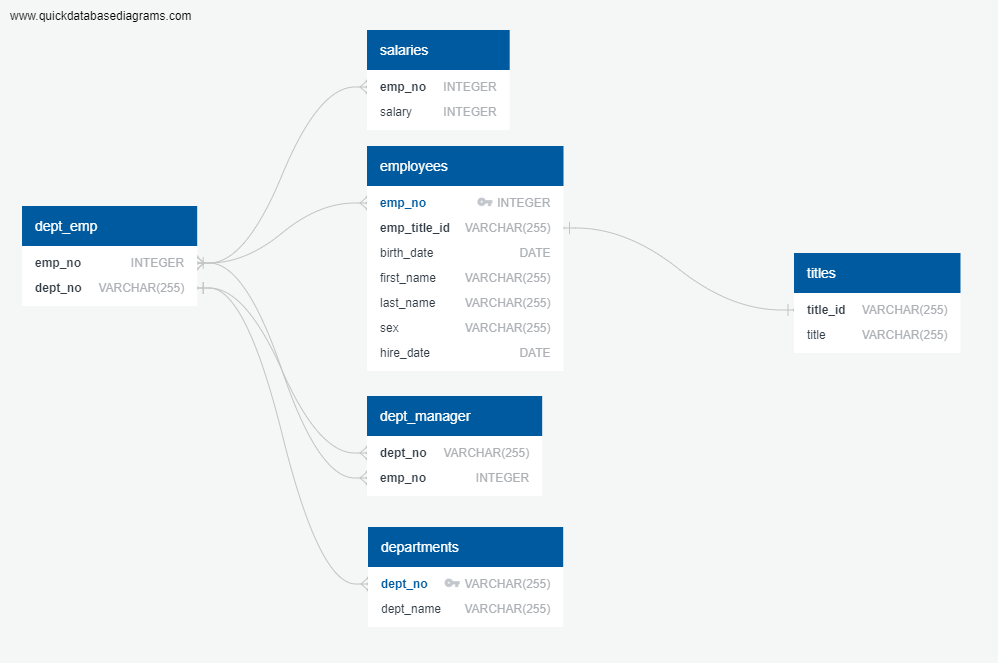 www.quickdatabasediagrams.com
salaries
emp_no INTEGER
salary INTEGER
employees
emp_no INTEGER
emp_title_id VARCHAR(255)
birth_date DATE
first_name VARCHAR(255)
last_name VARCHAR(255)
sex VARCHAR(255)
hire_date DATE
dept_emp
emp_no INTEGER
dept_no VARCHAR(255)
titles
title_id VARCHAR(255)
title VARCHAR(255)
dept_manager
dept_no VARCHAR(255)
emp_no INTEGER
departments
dept_no VARCHAR(255)
dept_name VARCHAR(255)